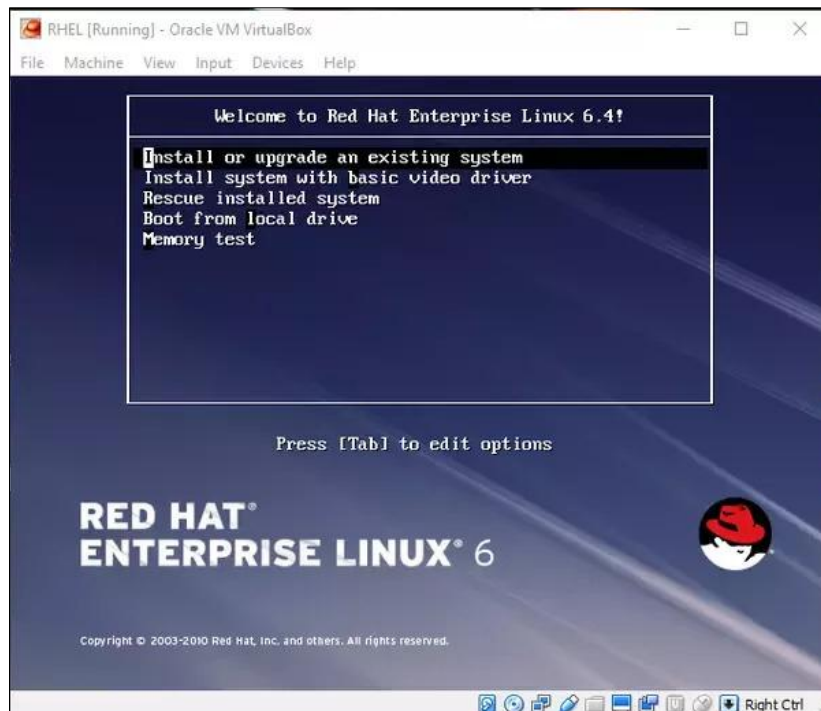 RHEL [Running] - Oracle VM VirtualBox
File Machine View Input Devices Help
Welcome to Red Hat Enterprise Linux 6.4!
Install or upgrade an existing system
Install system with basic video driver
Rescue installed system
Boot from local drive
Memory test
Press [Tab] to edit options
RED HAT®
ENTERPRISE LINUX® 6
Copyright © 2003-2010 Red Hat, Inc. and others. All rights reserved.
Right Ctrl